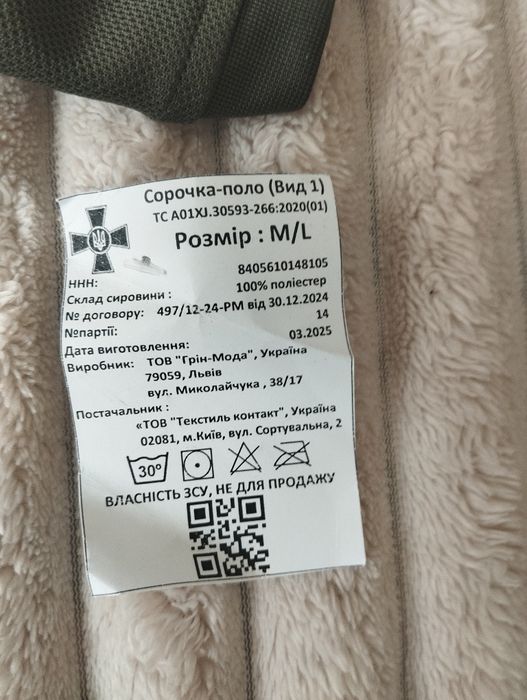 Сорочка-поло (Вид 1)
ТС А01XJ.30593-266:2020(01)
Розмір : M/L
ННН: 8405610148105
Склад сировини : 100% поліестер
№ договору: 497/12-24-РМ від 30.12.2024
№партії: 14
Дата виготовлення: 03.2025
Виробник: ТОВ "Грін-Мода", Україна
79059, Львів
вул. Миколайчука , 38/17
Постачальник :
«ТОВ "Текстиль контакт", Україна
02081, м.Київ, вул. Сортувальна, 2
30°
ВЛАСНІСТЬ ЗСУ, НЕ ДЛЯ ПРОДАЖУ